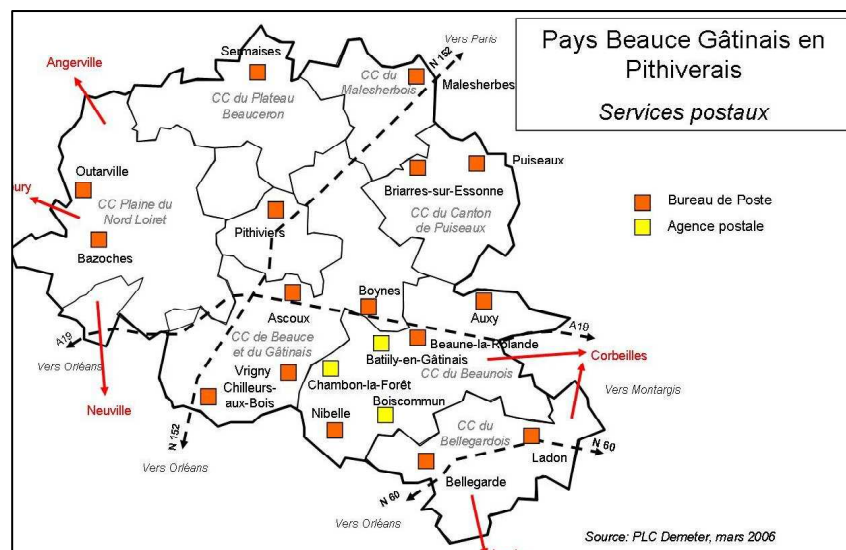 Pays Beauce Gâtinais en
Pithiverais
Services postaux
Vers Paris
N 152
Sermaises
Angerville
CC du
Malesherbois
Malesherbes
CC du Plateau
Beauceron
Puiseaux
Outarville
Briarres-sur-Essonne
oury
CC Plaine du
Nord Loiret
CC du Canton
de Puiseaux
Bureau de Poste
Agence postale
Pithiviers
Bazoches
Boynes
Ascoux
Auxy
A19
A19
CC de Beauce
et du Gâtinais
Beaune-la-Rolande
Batilly-en-Gâtinais
Corbeilles
Vers Orléans
Vrigny
Chambon-la-Forêt
CC du Beaunois
Chilleurs-
aux-Bois
Vers Montargis
Neuville
Boiscommun
Nibelle
CC du
Bellegardois
N 152
N 60
Ladon
Vers Orléans
Bellegarde
N 60
Vers Orléans
Source: PLC Demeter, mars 2006